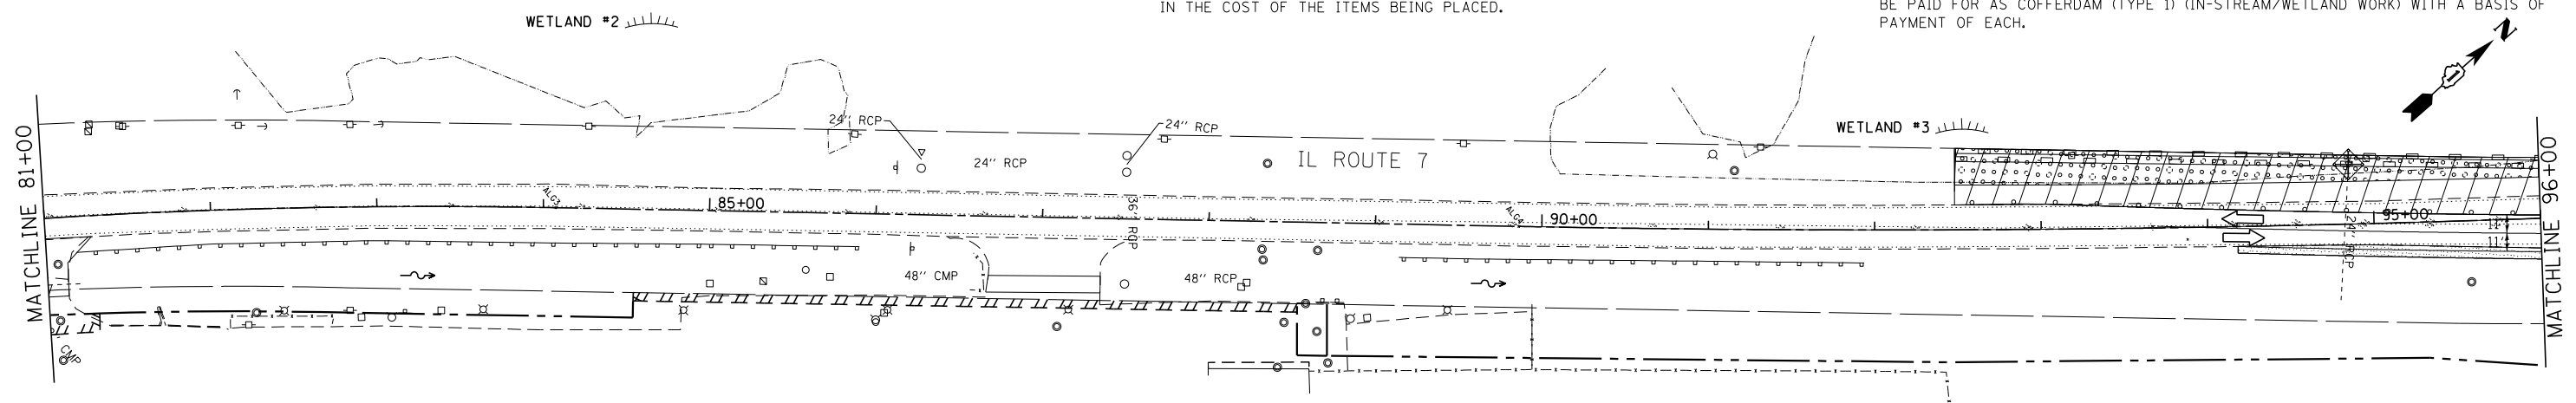 IN THE COST OF THE ITEMS BEING PLACED.
BE PAID FOR AS COFFERDAM (TYPE 1) (IN-STREAM/WETLAND WORK) WITH A BASIS OF
PAYMENT OF EACH.
WETLAND #2
N
24" RCP
24" RCP
24" RCP
IL ROUTE 7
WETLAND #3
MATCHLINE 81+00
MATCHLINE 96+00
ALG3
85+00
36" RCP
ALG4
90+00
95+00
11'
11'
24" RCP
48" CMP
48" RCP
CMP